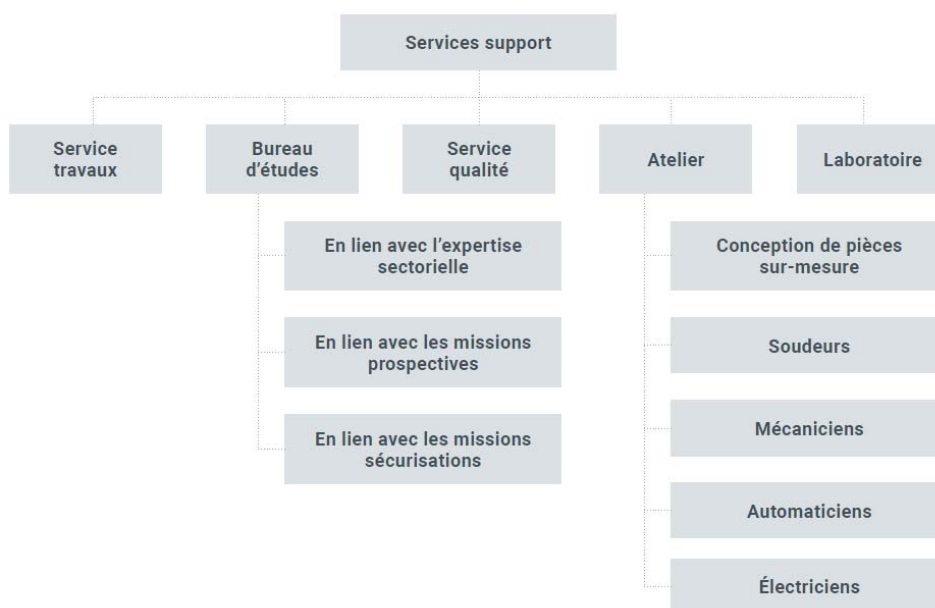 Services support
Service
travaux
Bureau
d’études
Service
qualité
Atelier
Laboratoire
En lien avec l’expertise
sectorielle
En lien avec les missions
prospectives
En lien avec les missions
sécurisations
Conception de pièces
sur-mesure
Soudeurs
Mécaniciens
Automaticiens
Électriciens